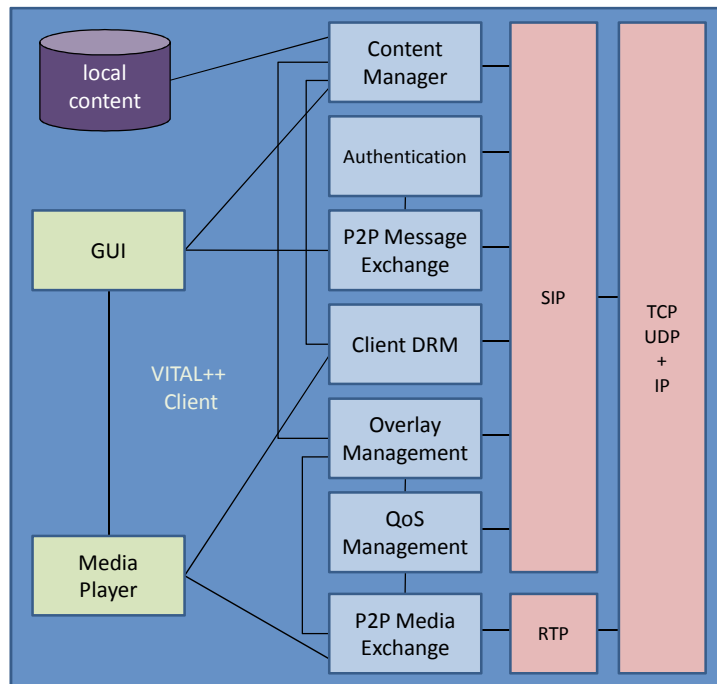 local
content
Content
Manager
Authentication
GUI
P2P Message
Exchange
SIP
TCP
UDP
+
IP
Client DRM
VITAL++
Client
Overlay
Management
QoS
Management
Media
Player
P2P Media
Exchange
RTP